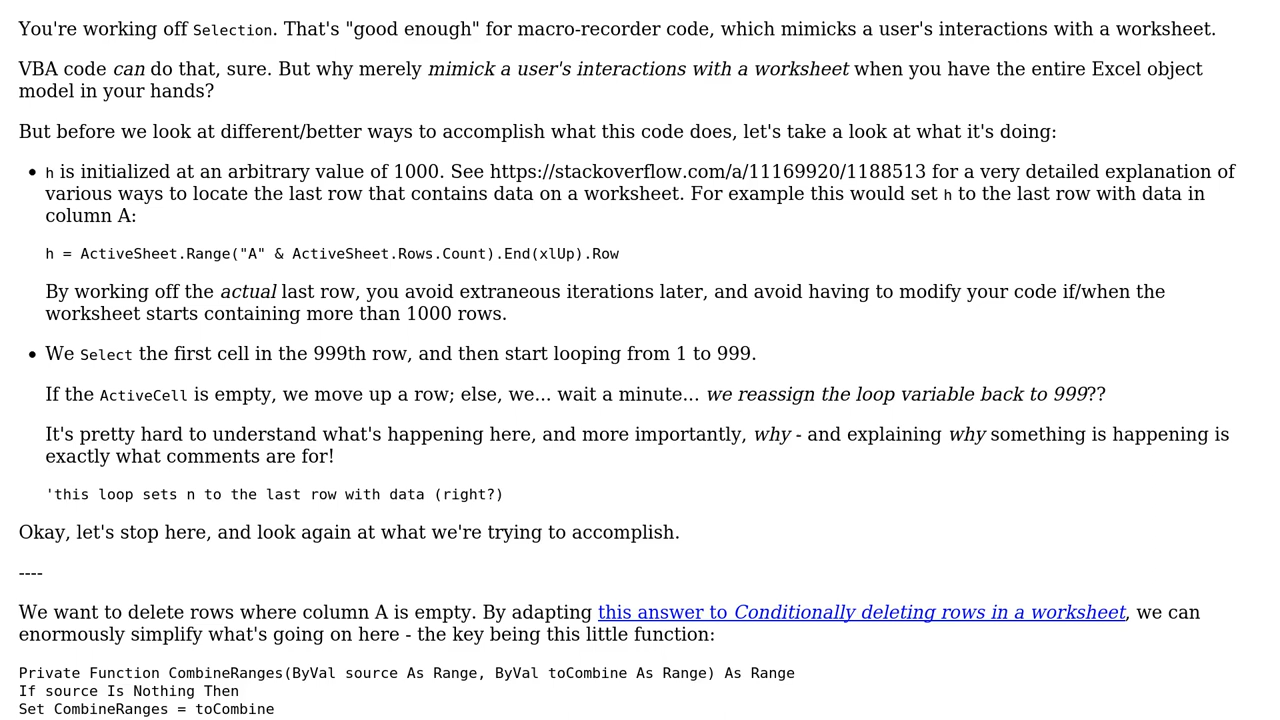 You're working off Selection. That's "good enough" for macro-recorder code, which mimicks a user's interactions with a worksheet.
VBA code can do that, sure. But why merely mimick a user's interactions with a worksheet when you have the entire Excel object
model in your hands?
But before we look at different/better ways to accomplish what this code does, let's take a look at what it's doing:
• h is initialized at an arbitrary value of 1000. See https://stackoverflow.com/a/11169920/1188513 for a very detailed explanation of
various ways to locate the last row that contains data on a worksheet. For example this would set h to the last row with data in
column A:
h = ActiveSheet.Range("A" & ActiveSheet.Rows.Count).End(xlUp).Row
By working off the actual last row, you avoid extraneous iterations later, and avoid having to modify your code if/when the
worksheet starts containing more than 1000 rows.
• We Select the first cell in the 999th row, and then start looping from 1 to 999.
If the ActiveCell is empty, we move up a row; else, we... wait a minute... we reassign the loop variable back to 999??
It's pretty hard to understand what's happening here, and more importantly, why - and explaining why something is happening is
exactly what comments are for!
'this loop sets n to the last row with data (right?)
Okay, let's stop here, and look again at what we're trying to accomplish.
----
We want to delete rows where column A is empty. By adapting this answer to Conditionally deleting rows in a worksheet, we can
enormously simplify what's going on here - the key being this little function:
Private Function CombineRanges(ByVal source As Range, ByVal toCombine As Range) As Range
If source Is Nothing Then
Set CombineRanges = toCombine